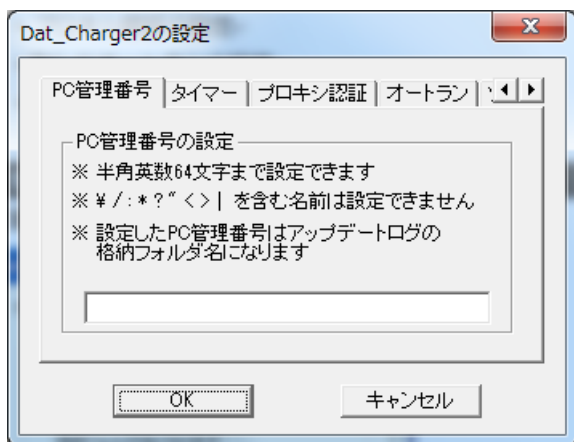 Dat_Charger2の設定
PC管理番号 タイマー プロキシ認証 オートラン
PC管理番号の設定
※ 半角英数64文字まで設定できます
※ ¥ / : * ? " < > | を含む名前は設定できません
※ 設定したPC管理番号はアップデートログの
格納フォルダ名になります
OK キャンセル